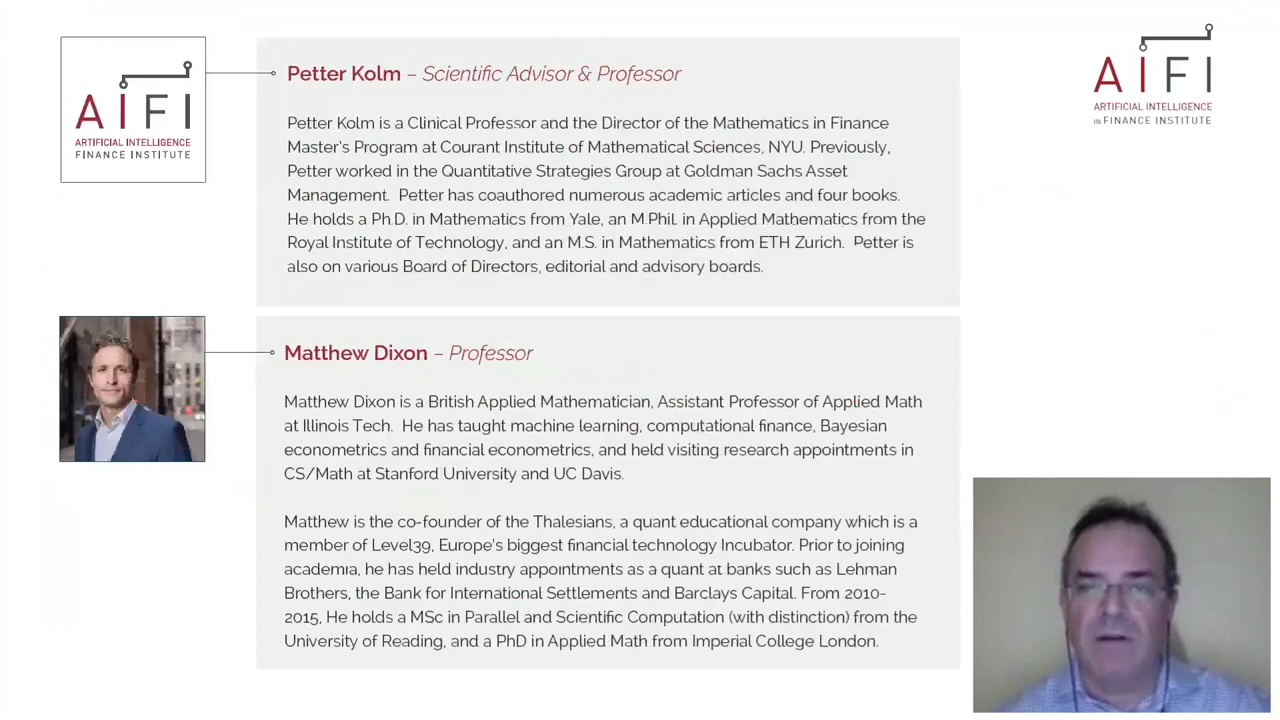 AIFI
ARTIFICIAL INTELLIGENCE
FINANCE INSTITUTE
Petter Kolm – Scientific Advisor & Professor
Petter Kolm is a Clinical Professor and the Director of the Mathematics in Finance
Master's Program at Courant Institute of Mathematical Sciences, NYU. Previously,
Petter worked in the Quantitative Strategies Group at Goldman Sachs Asset
Management. Petter has coauthored numerous academic articles and four books.
He holds a Ph.D. in Mathematics from Yale, an M.Phil. in Applied Mathematics from the
Royal Institute of Technology, and an M.S. in Mathematics from ETH Zurich. Petter is
also on various Board of Directors, editorial and advisory boards.
AIFI
ARTIFICIAL INTELLIGENCE
IN FINANCE INSTITUTE
Matthew Dixon – Professor
Matthew Dixon is a British Applied Mathematician, Assistant Professor of Applied Math
at Illinois Tech. He has taught machine learning, computational finance, Bayesian
econometrics and financial econometrics, and held visiting research appointments in
CS/Math at Stanford University and UC Davis.
Matthew is the co-founder of the Thalesians, a quant educational company which is a
member of Level39, Europe's biggest financial technology Incubator. Prior to joining
academia, he has held industry appointments as a quant at banks such as Lehman
Brothers, the Bank for International Settlements and Barclays Capital. From 2010-
2015, He holds a MSc in Parallel and Scientific Computation (with distinction) from the
University of Reading, and a PhD in Applied Math from Imperial College London.